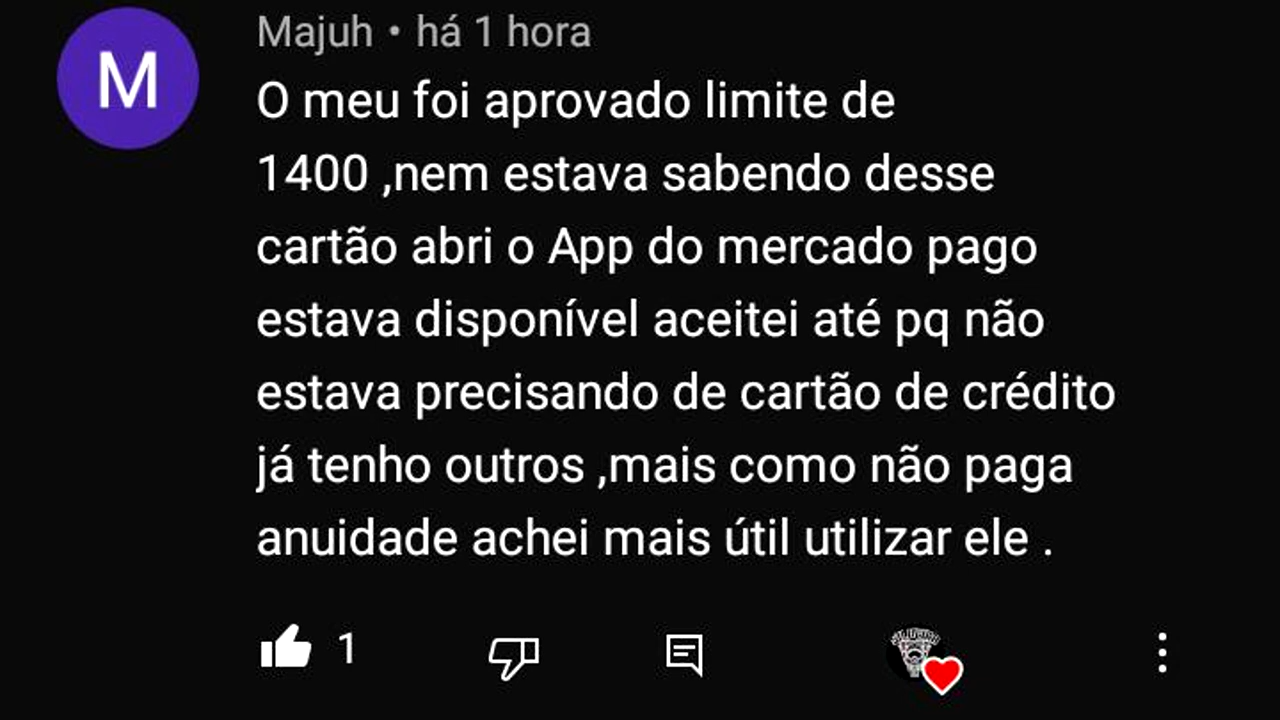 M
Majuh • há 1 hora
O meu foi aprovado limite de
1400 ,nem estava sabendo desse
cartão abri o App do mercado pago
estava disponível aceitei até pq não
estava precisando de cartão de crédito
já tenho outros ,mais como não paga
anuidade achei mais útil utilizar ele .
1